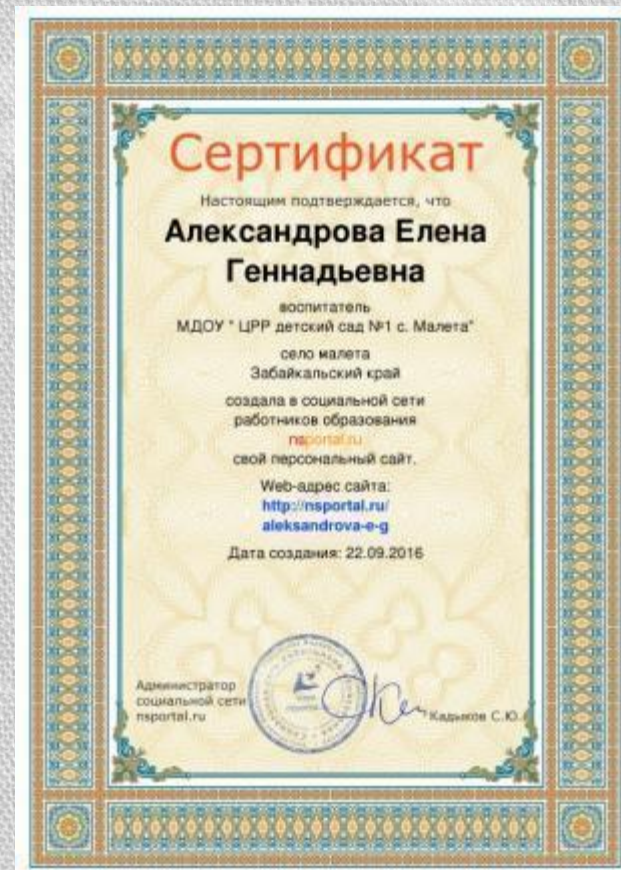 Сертификат
Настоящим подтверждается, что
Александрова Елена
Геннадьевна
воспитатель
МДОУ " ЦРР детский сад №1 с. Малета"
село малета
Забайкальский край
создала в социальной сети
работников образования
nsportal.ru
свой персональный сайт.
Web-адрес сайта:
http://nsportal.ru/
aleksandrova-e-g
Дата создания: 22.09.2016
Администратор
социальной сети
nsportal.ru
Кадыков С.Ю.